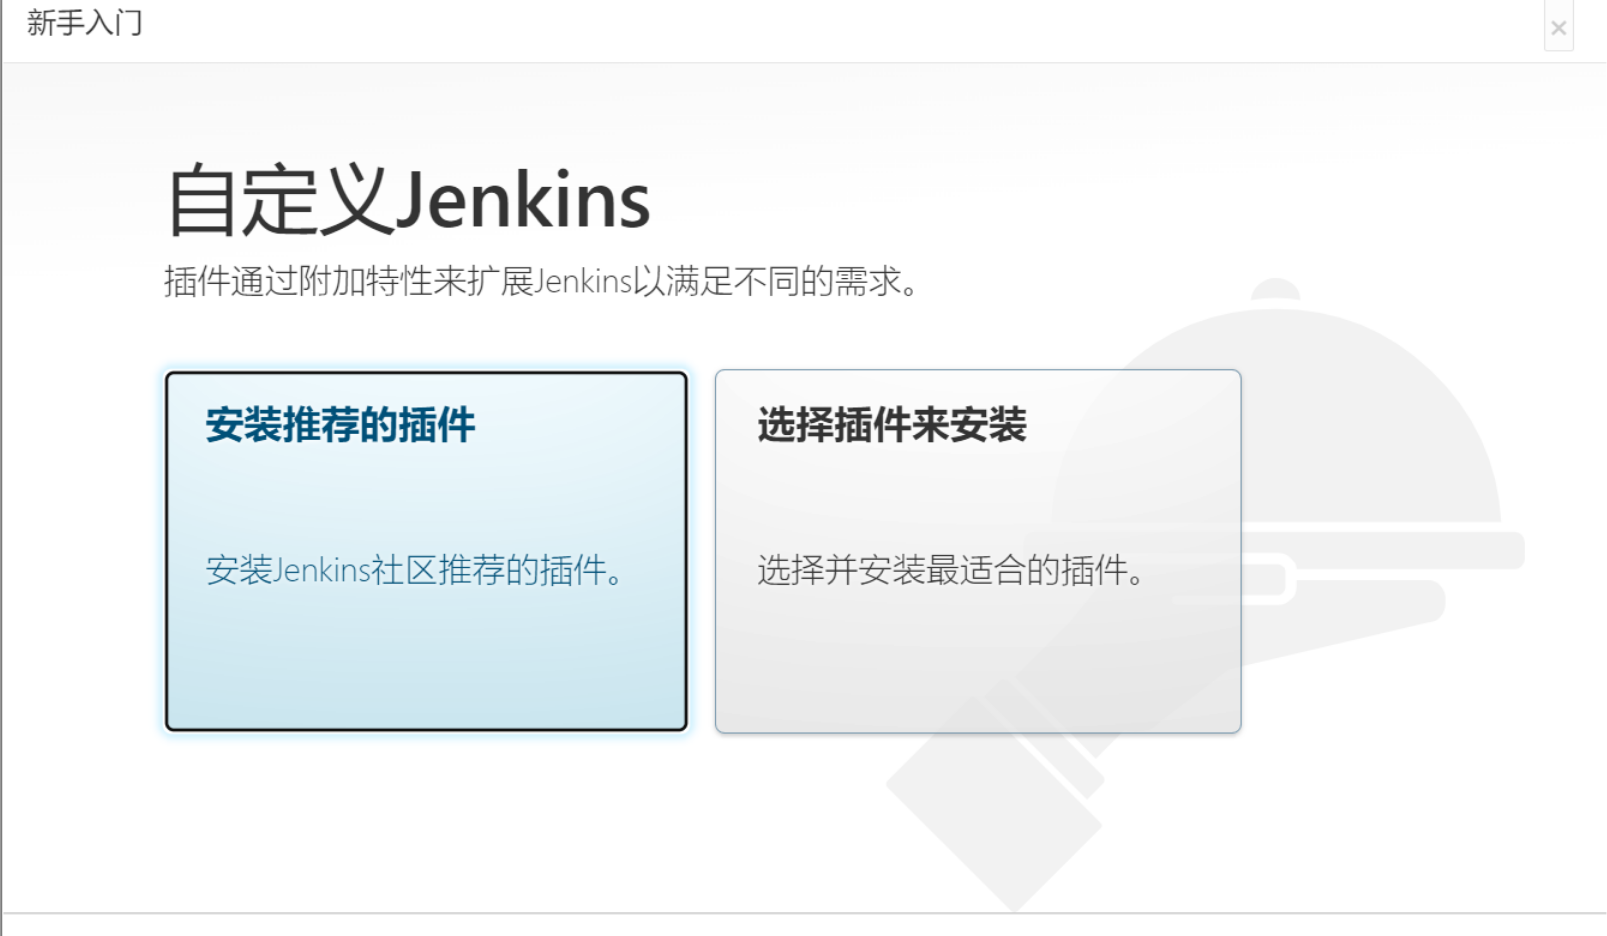 新手入门
×
自定义Jenkins
插件通过附加特性来扩展Jenkins以满足不同的需求。
安装推荐的插件
安装Jenkins社区推荐的插件。
选择插件来安装
选择并安装最适合的插件。